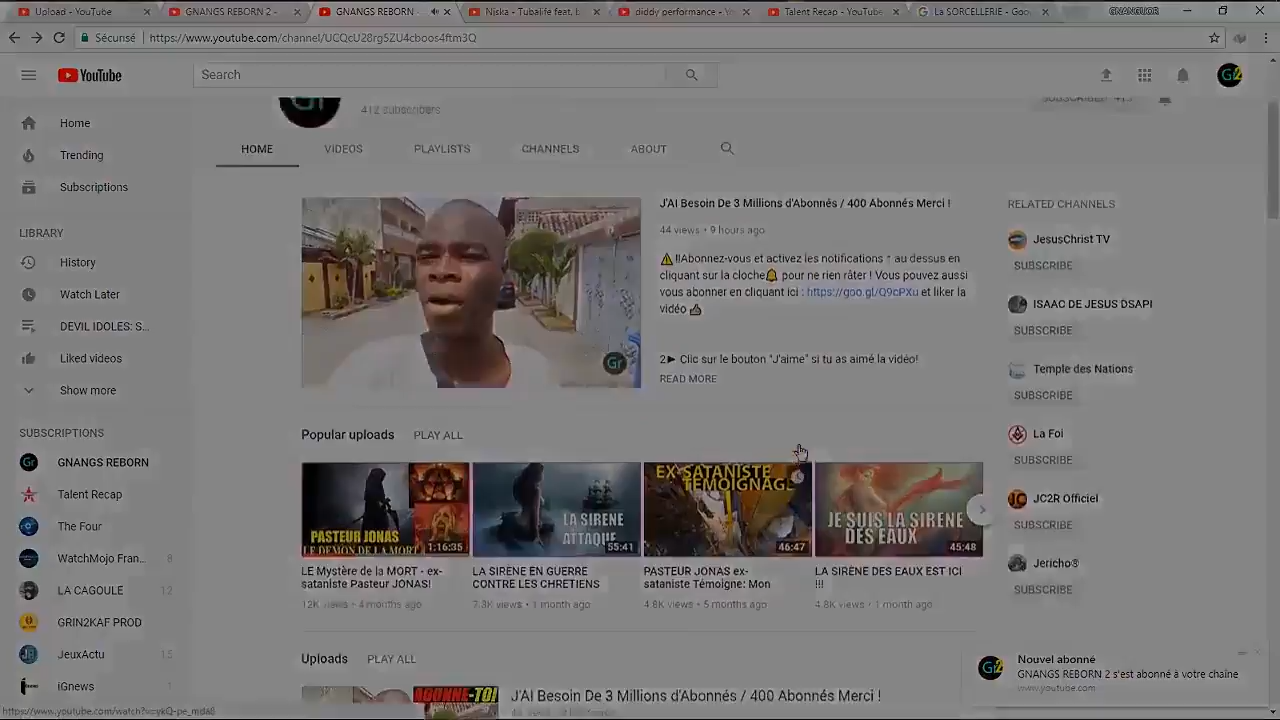 Upload - YouTube
GNANGS REBORN 2 -
GNANGS REBORN -
Niska - Tubalife feat. b
diddy performance - Y
Talent Recap - YouTube
La SORCELLERIE - Goo
GNANGUOR
Sécurisé
YouTube
Search
412 subscribers
HOME
VIDEOS
PLAYLISTS
CHANNELS
ABOUT
Home
Trending
Subscriptions
LIBRARY
History
Watch Later
DEVIL IDOLES: S...
Liked videos
Show more
SUBSCRIPTIONS
GNANGS REBORN
Talent Recap
The Four
WatchMojo Fran... 8
LA CAGOULE 12
GRIN2KAF PROD
JeuxActu 15
iGnews 1
J'AI Besoin De 3 Millions d'Abonnés / 400 Abonnés Merci !
44 views • 9 hours ago
⚠️!!Abonnez-vous et activez les notifications ↑ au dessus en
cliquant sur la cloche🔔 pour ne rien râter ! Vous pouvez aussi
vous abonner en cliquant ici : https://goo.gl/Q9cPXu et liker la
vidéo 👍
2► Clic sur le bouton "J'aime" si tu as aimé la vidéo!
READ MORE
RELATED CHANNELS
JesusChrist TV
SUBSCRIBE
ISAAC DE JESUS DSAPI
SUBSCRIBE
Temple des Nations
SUBSCRIBE
La Foi
SUBSCRIBE
JC2R Officiel
SUBSCRIBE
Jericho®
SUBSCRIBE
Popular uploads PLAY ALL
PASTEUR JONAS
LE DEMON DE LA MORT
1:16:35
LE Mystère de la MORT - ex-
sataniste Pasteur JONAS!
12K views • 4 months ago
LA SIRENE
ATTAQUE
55:41
LA SIRÈNE EN GUERRE
CONTRE LES CHRETIENS
7.3K views • 1 month ago
EX-SATANISTE
TÉMOIGNAGE
46:47
PASTEUR JONAS ex-
sataniste Témoigne: Mon
4.8K views • 5 months ago
JE SUIS LA SIRENE
DES EAUX
45:48
LA SIRÈNE DES EAUX EST ICI
!!!
4.8K views • 1 month ago
Uploads PLAY ALL
ABONNE-TOI
J'AI Besoin De 3 Millions d'Abonnés / 400 Abonnés Merci !
Nouvel abonné
GNANGS REBORN 2 s'est abonné à votre chaîne
www.youtube.com